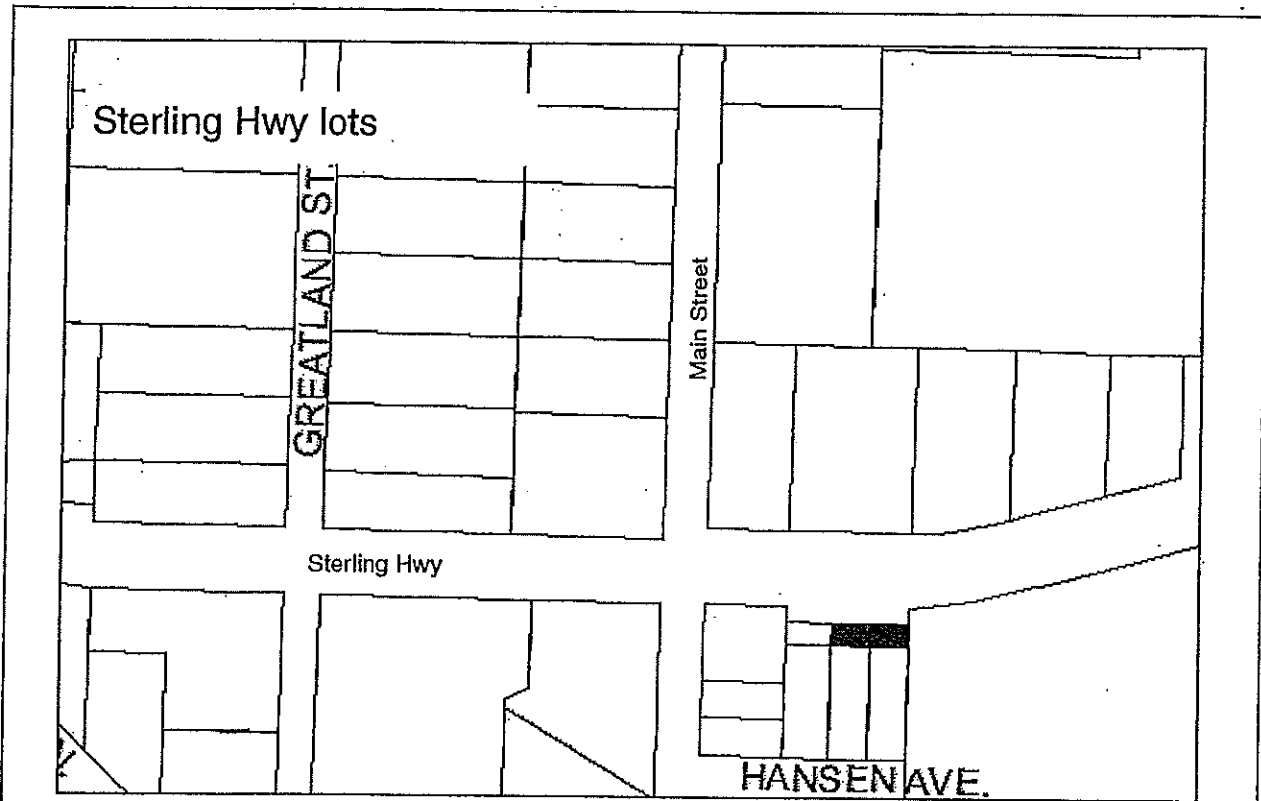 Sterling Hwy lots
GREATLAND ST.
Main Street
Sterling Hwy
HANSEN AVE.